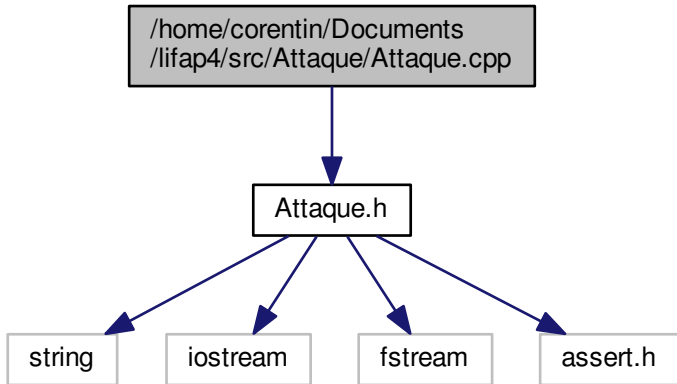 /home/corentin/Documents
/lifap4/src/Attaque/Attaque.cpp
Attaque.h
string
iostream
fstream
assert.h